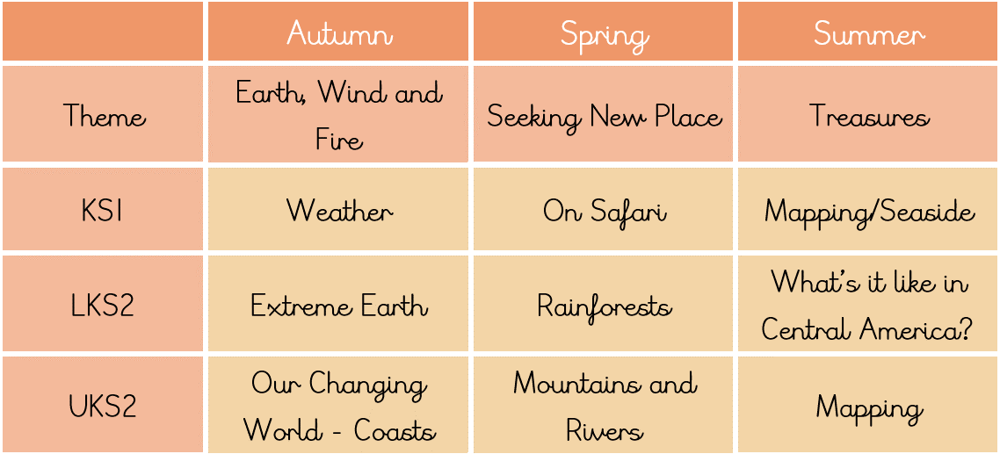 Autumn Spring Summer
Theme Earth, Wind and Fire Seeking New Place Treasures
KS1 Weather On Safari Mapping/Seaside
LKS2 Extreme Earth Rainforests What's it like in Central America?
UKS2 Our Changing World - Coasts Mountains and Rivers Mapping